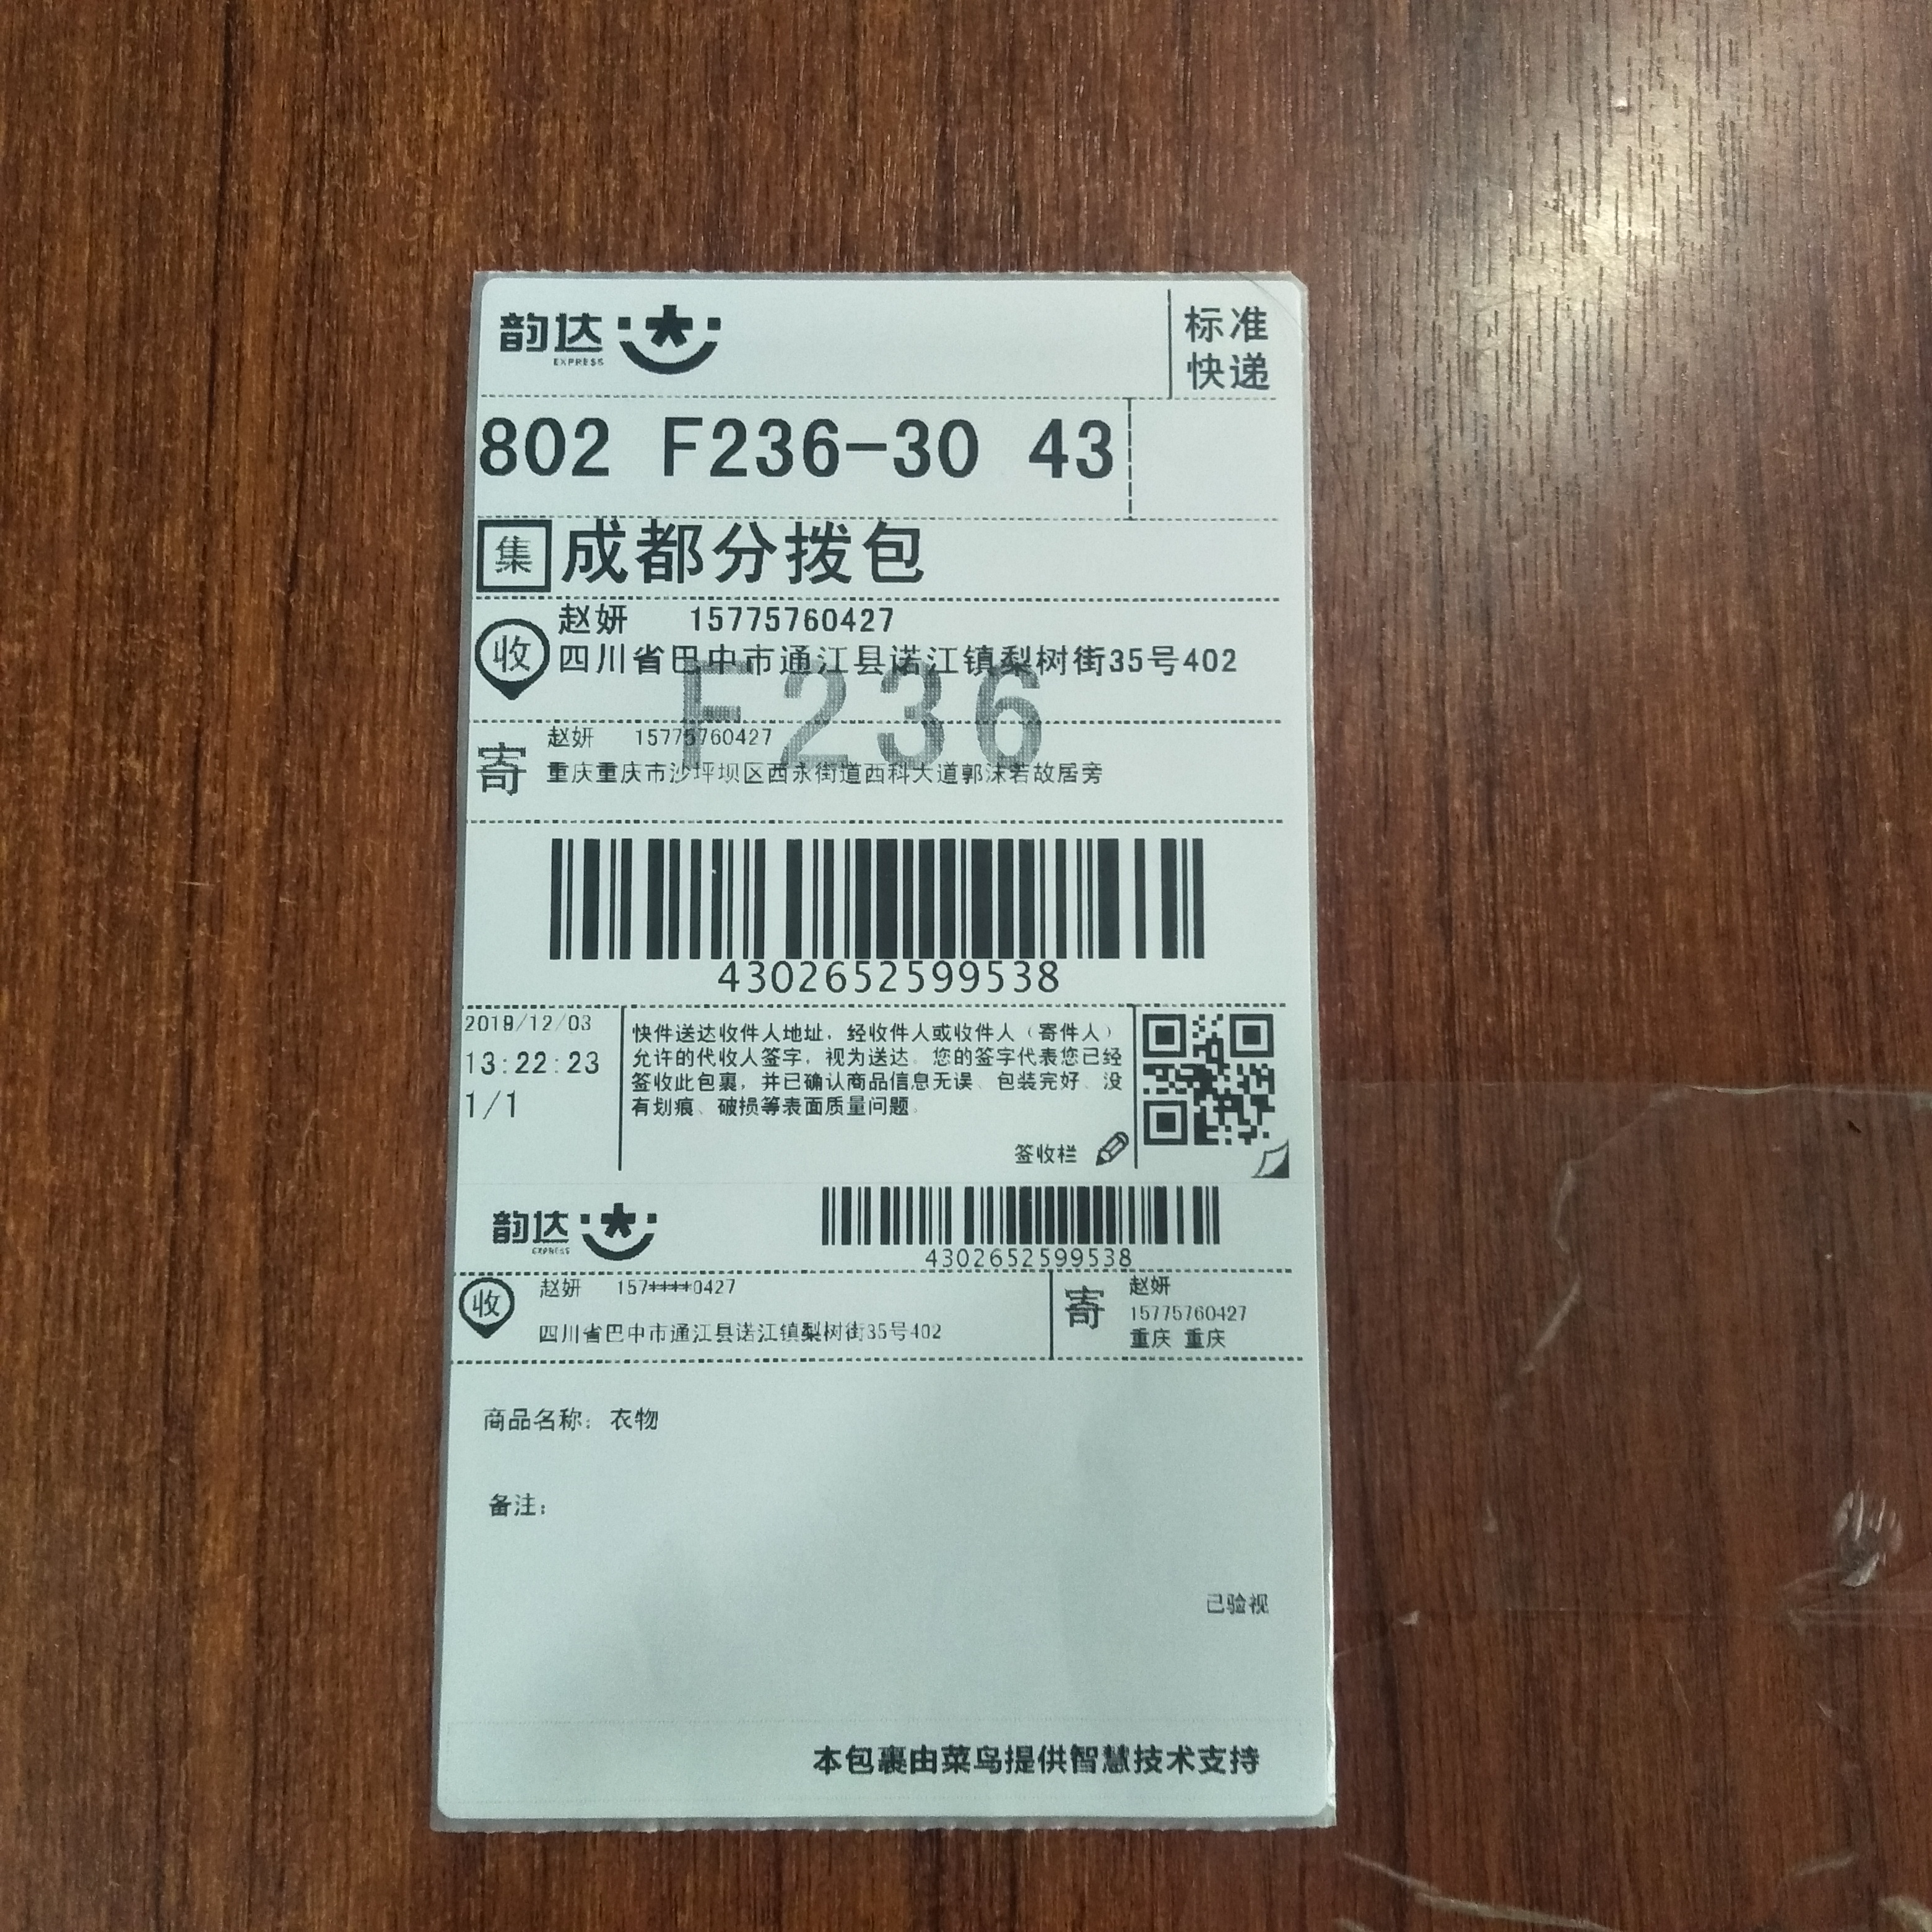 韵达
EXPRESS
标准
快递
802 F236-30 43
集 成都分拨包
收
赵妍 15775760427
四川省巴中市通江县诺江镇梨树街35号402
F236
寄
赵妍 15775760427
重庆重庆市沙坪坝区西永街道西科大道郭沫若故居旁
4302652599538
2019/12/03
13:22:23
1/1
快件送达收件人地址，经收件人或收件人（寄件人）
允许的代收人签字，视为送达。您的签字代表您已经
签收此包裹，并已确认商品信息无误、包装完好、没
有划痕、破损等表面质量问题。
签收栏
韵达
EXPRESS
4302652599538
收
赵妍 157****0427
四川省巴中市通江县诺江镇梨树街35号402
寄
赵妍
15775760427
重庆 重庆
商品名称：衣物
备注：
已验视
本包裹由菜鸟提供智慧技术支持